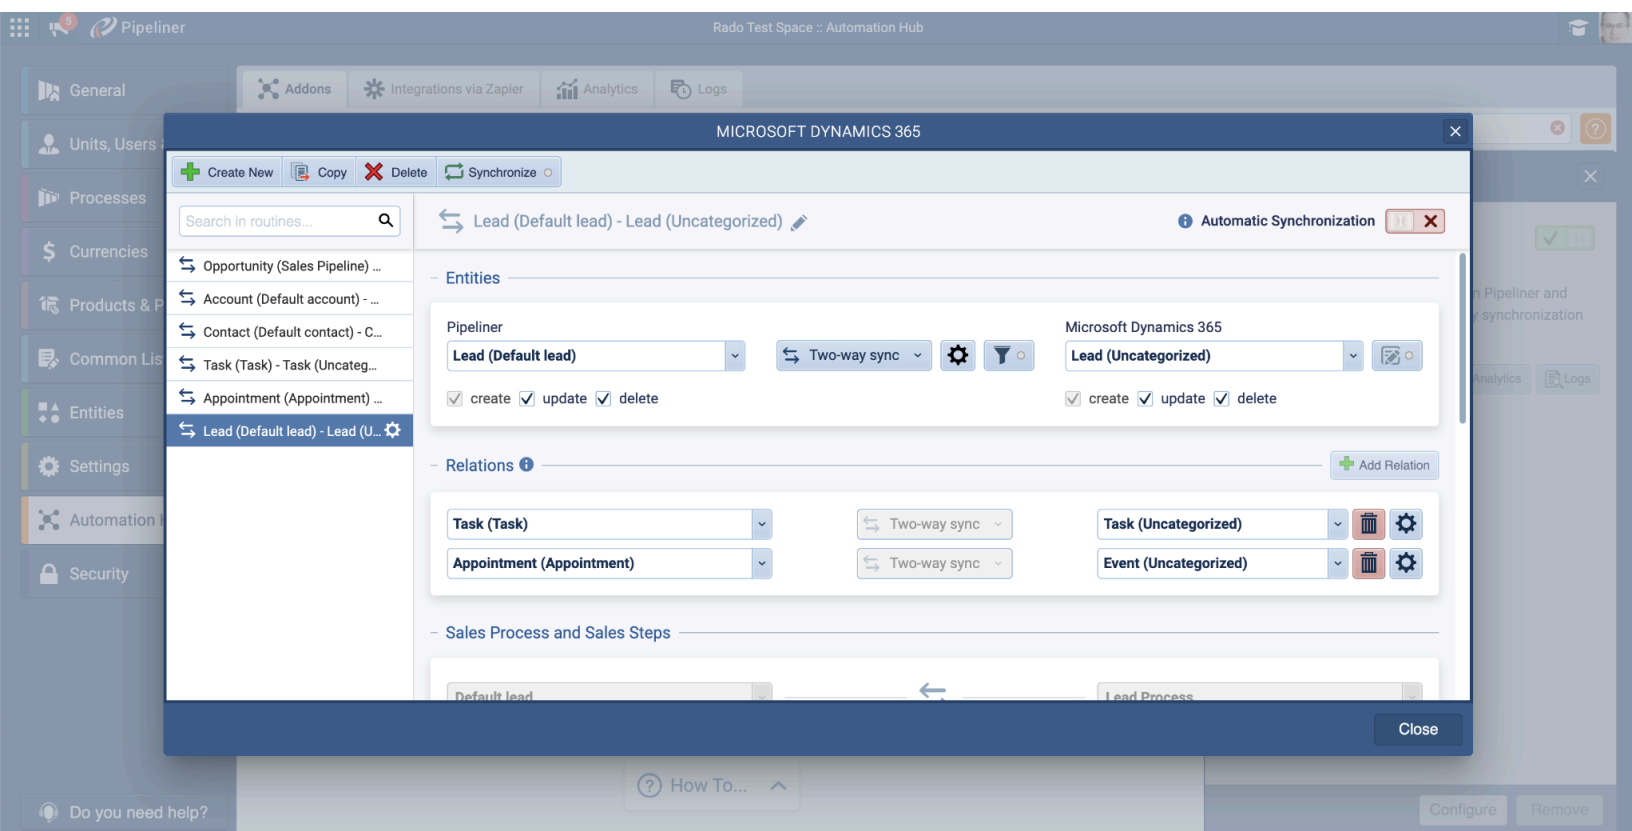 5
Pipeliner
Rado Test Space :: Automation Hub
General
Units, Users
Processes
Currencies
Products & P
Common Lis
Entities
Settings
Automation H
Security
Do you need help?
Addons
Integrations via Zapier
Analytics
Logs
MICROSOFT DYNAMICS 365
Create New
Copy
Delete
Synchronize
Search in routines...
Opportunity (Sales Pipeline) ...
Account (Default account) - ...
Contact (Default contact) - C...
Task (Task) - Task (Uncateg...
Appointment (Appointment) ...
Lead (Default lead) - Lead (U...
Lead (Default lead) - Lead (Uncategorized)
Automatic Synchronization
Entities
Pipeliner
Microsoft Dynamics 365
Lead (Default lead)
Two-way sync
Lead (Uncategorized)
create update delete
create update delete
Relations
Add Relation
Task (Task)
Two-way sync
Task (Uncategorized)
Appointment (Appointment)
Two-way sync
Event (Uncategorized)
Sales Process and Sales Steps
Default lead
Lead Process
Close
n Pipeliner and
y synchronization
Analytics
Logs
How To...
Configure
Remove